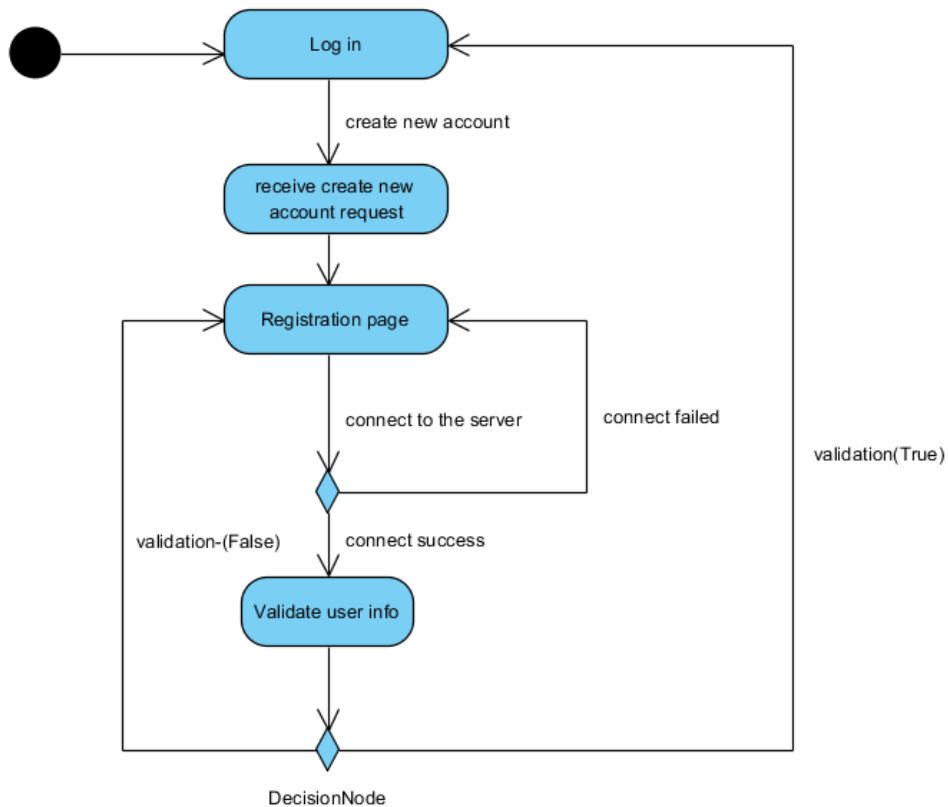 Log in
create new account
receive create new
account request
Registration page
connect to the server
connect failed
validation(True)
validation-(False)
connect success
Validate user info
DecisionNode